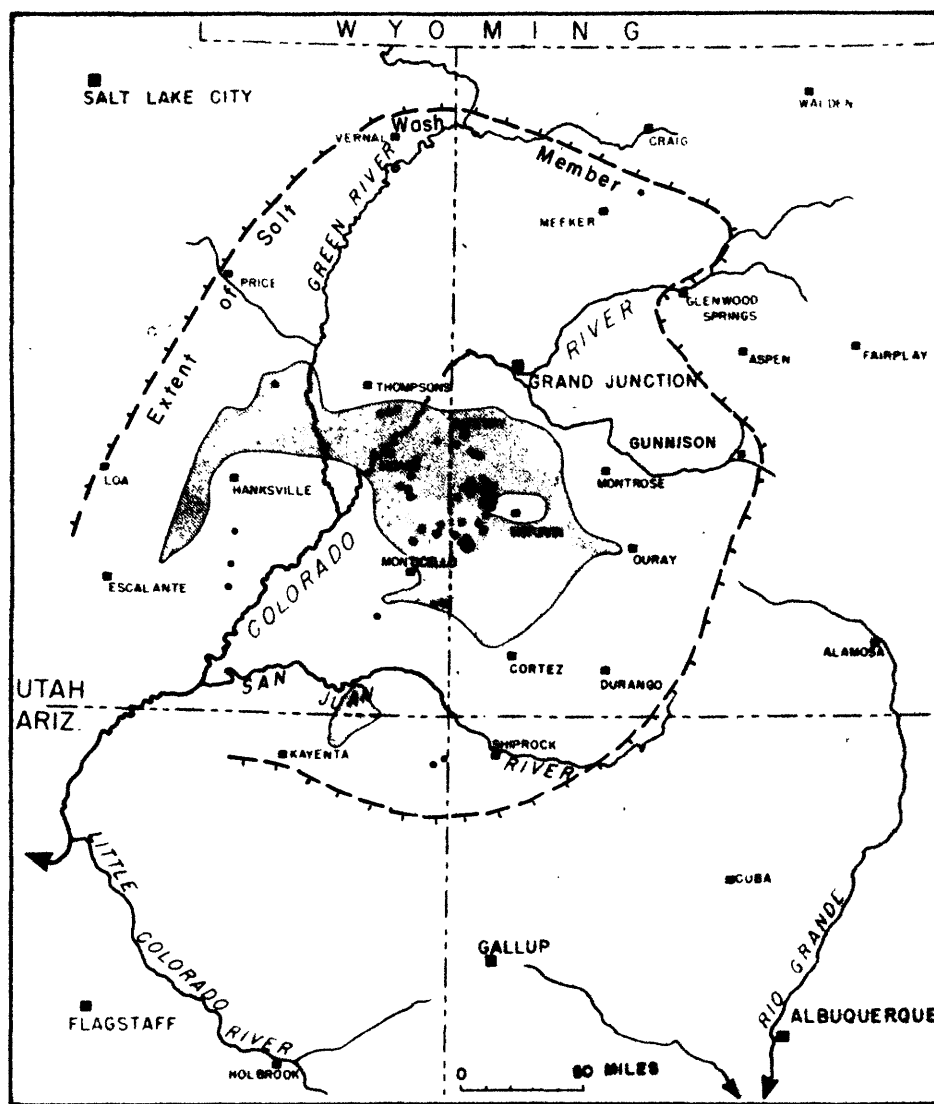 WYOMING
SALT LAKE CITY
WALDEN
VERNAL
Wash
CRAIG
Member
GREEN RIVER
Salt
MEEKER
PRICE
of
GLENWOOD
SPRINGS
RIVER
Extent
THOMPSONS
GRAND JUNCTION
ASPEN
FAIRPLAY
GUNNISON
LOA
HANKSVILLE
MONTROSE
MONTICELLO
OURAY
ESCALANTE
COLORADO
ALAMOSA
CORTEZ
SAN
JUAN
DURANGO
UTAH
ARIZ.
KAYENTA
SHIPROCK
RIVER
LITTLE
COLORADO
RIVER
CUBA
RIO GRANDE
GALLUP
FLAGSTAFF
ALBUQUERQUE
HOLBROOK
0
50 MILES